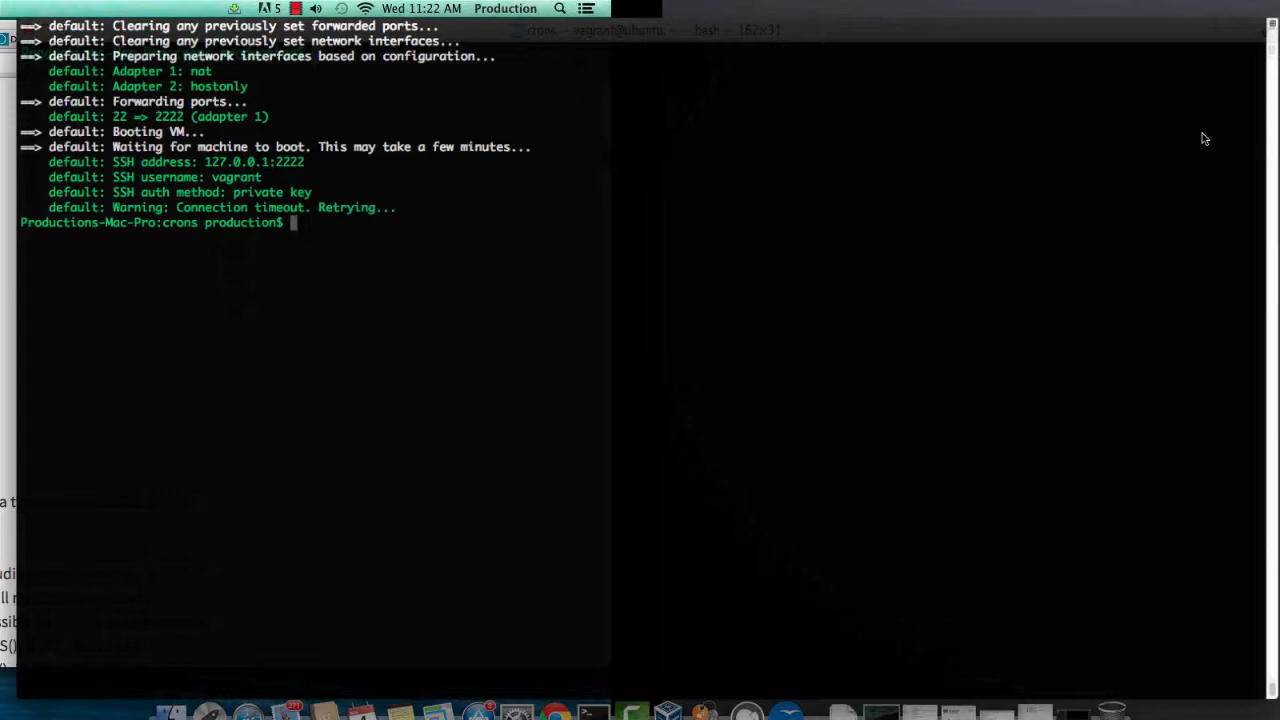 5 Wed 11:22 AM Production
==> default: Clearing any previously set forwarded ports...
crons — vagrant@ubuntu: ~ — bash — 162×31
==> default: Clearing any previously set network interfaces...
==> default: Preparing network interfaces based on configuration...
default: Adapter 1: nat
default: Adapter 2: hostonly
==> default: Forwarding ports...
default: 22 => 2222 (adapter 1)
==> default: Booting VM...
==> default: Waiting for machine to boot. This may take a few minutes...
default: SSH address: 127.0.0.1:2222
default: SSH username: vagrant
default: SSH auth method: private key
default: Warning: Connection timeout. Retrying...
Productions-Mac-Pro:crons production$
271
2